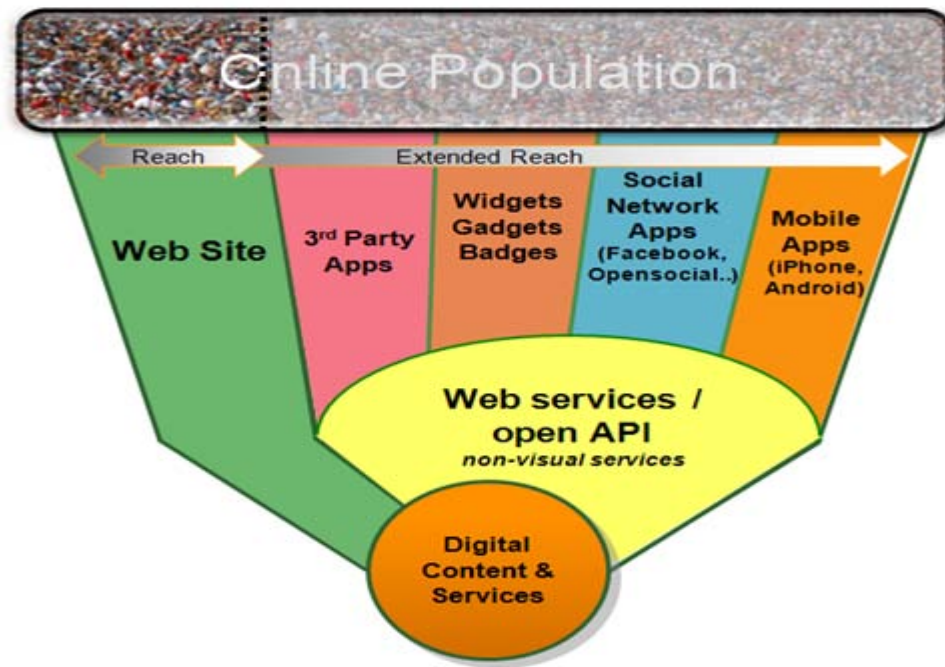 Online Population
Reach
Extended Reach
Web Site
3rd Party
Apps
Widgets
Gadgets
Badges
Social
Network
Apps
(Facebook,
Opensocial..)
Mobile
Apps
(iPhone,
Android)
Web services /
open API
non-visual services
Digital
Content &
Services